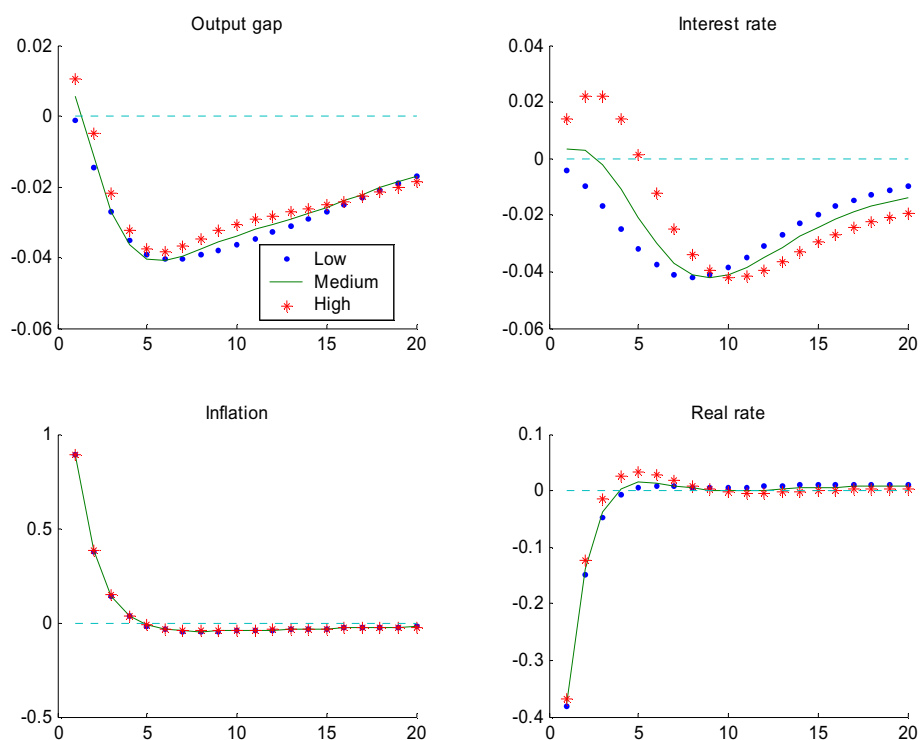 Output gap
0.02
0
-0.02
-0.04
-0.06
0 5 10 15 20
Low
Medium
High
Interest rate
0.04
0.02
0
-0.02
-0.04
-0.06
0 5 10 15 20
Inflation
1
0.5
0
-0.5
0 5 10 15 20
Real rate
0.1
0
-0.1
-0.2
-0.3
-0.4
0 5 10 15 20